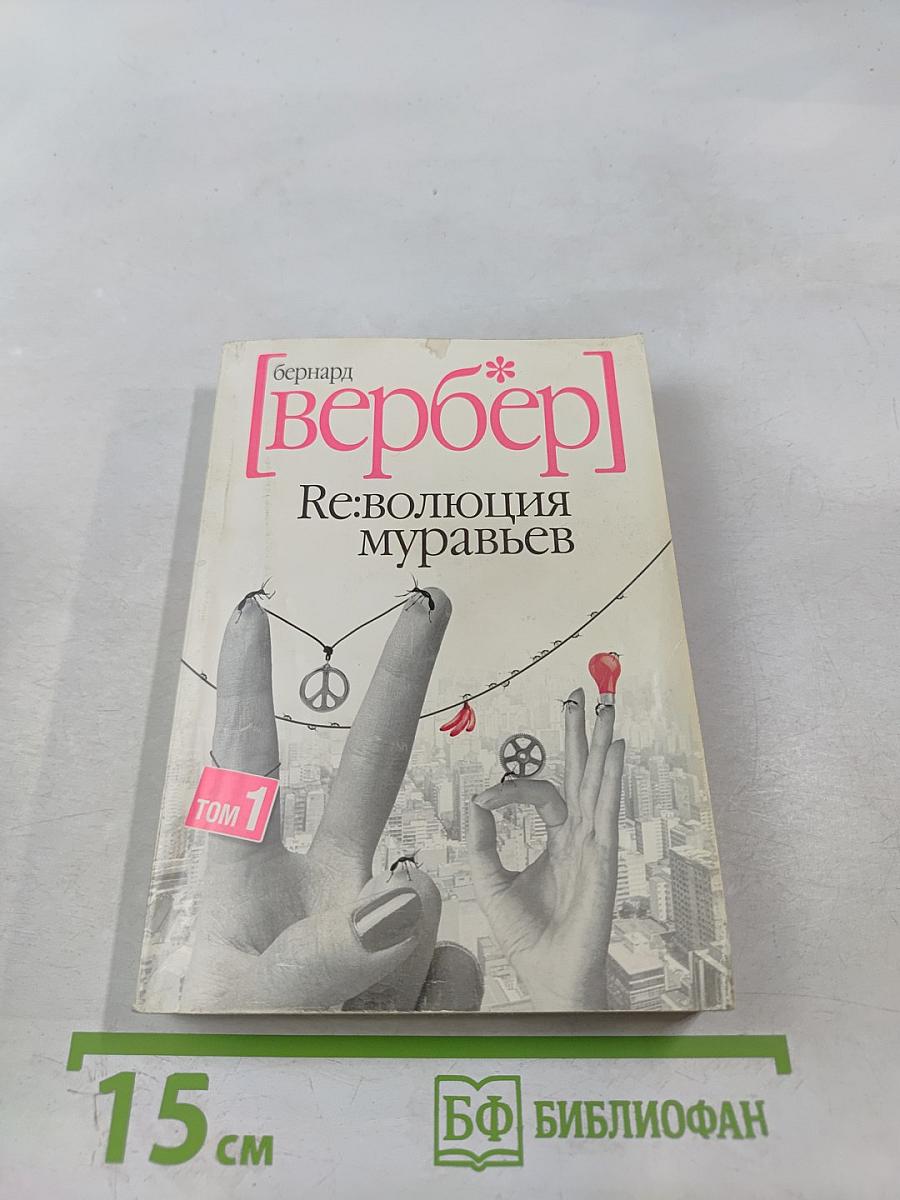 бернард
[вербер]
Re:волюция
муравьев
ТОМ 1
15 см
БФ БИБЛИОФАН